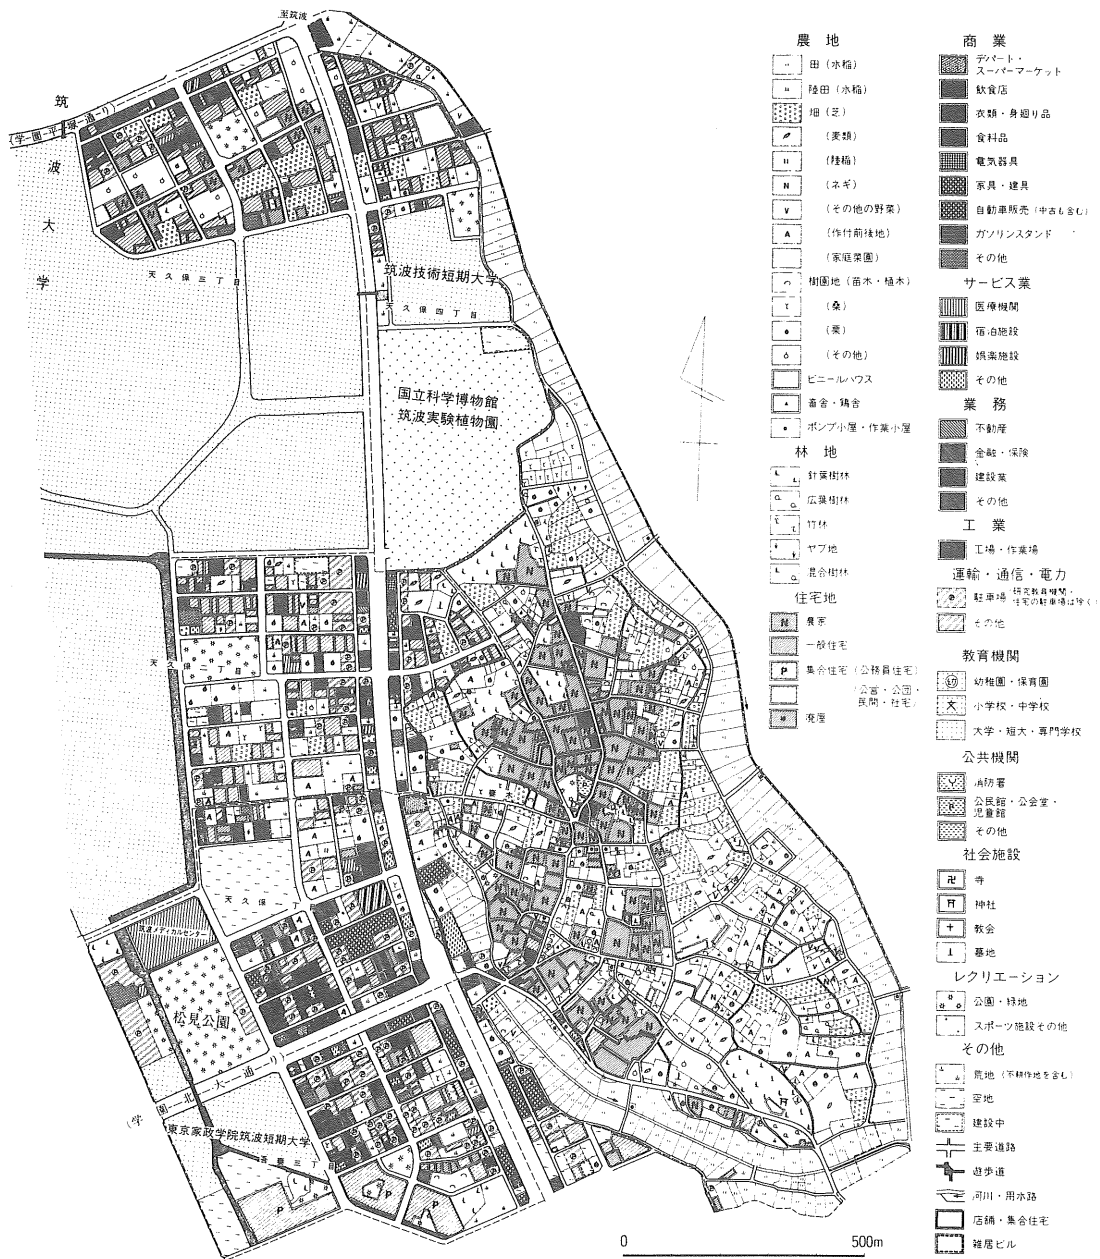 至筑波
筑
波
大
学
(学園平塚通り)
天久保三丁目
筑波技術短期大学
天久保四丁目
国立科学博物館
筑波実験植物園
天久保二丁目
天久保一丁目
筑波メディカルセンター
松見公園
(学園北大通り)
東京家政学院筑波短期大学
吾妻三丁目
0 500m
農地
田(水稲)
陸田(水稲)
畑(芝)
(麦類)
(陸稲)
(ネギ)
(その他の野菜)
(作付前後地)
(家庭菜園)
樹園地(苗木・植木)
(桑)
(栗)
(その他)
ビニールハウス
畜舎・鶏舎
ポンプ小屋・作業小屋
林地
針葉樹林
広葉樹林
竹林
ヤブ地
混合樹林
住宅地
農家
一般住宅
集合住宅(公務員住宅)
(公営・公団・
民間・社宅)
廃屋
商業
デパート・
スーパーマーケット
飲食店
衣類・身廻り品
食料品
電気器具
家具・建具
自動車販売(中古も含む)
ガソリンスタンド
その他
サービス業
医療機関
宿泊施設
娯楽施設
その他
業務
不動産
金融・保険
建設業
その他
工業
工場・作業場
運輸・通信・電力
駐車場(研究教育機関・
住宅の駐車場は除く)
その他
教育機関
幼稚園・保育園
小学校・中学校
大学・短大・専門学校
公共機関
消防署
公民館・公会堂・
児童館
その他
社会施設
寺
神社
教会
墓地
レクリエーション
公園・緑地
スポーツ施設その他
その他
荒地(不耕作地を含む)
空地
建設中
主要道路
遊歩道
河川・用水路
店舗・集合住宅
雑居ビル